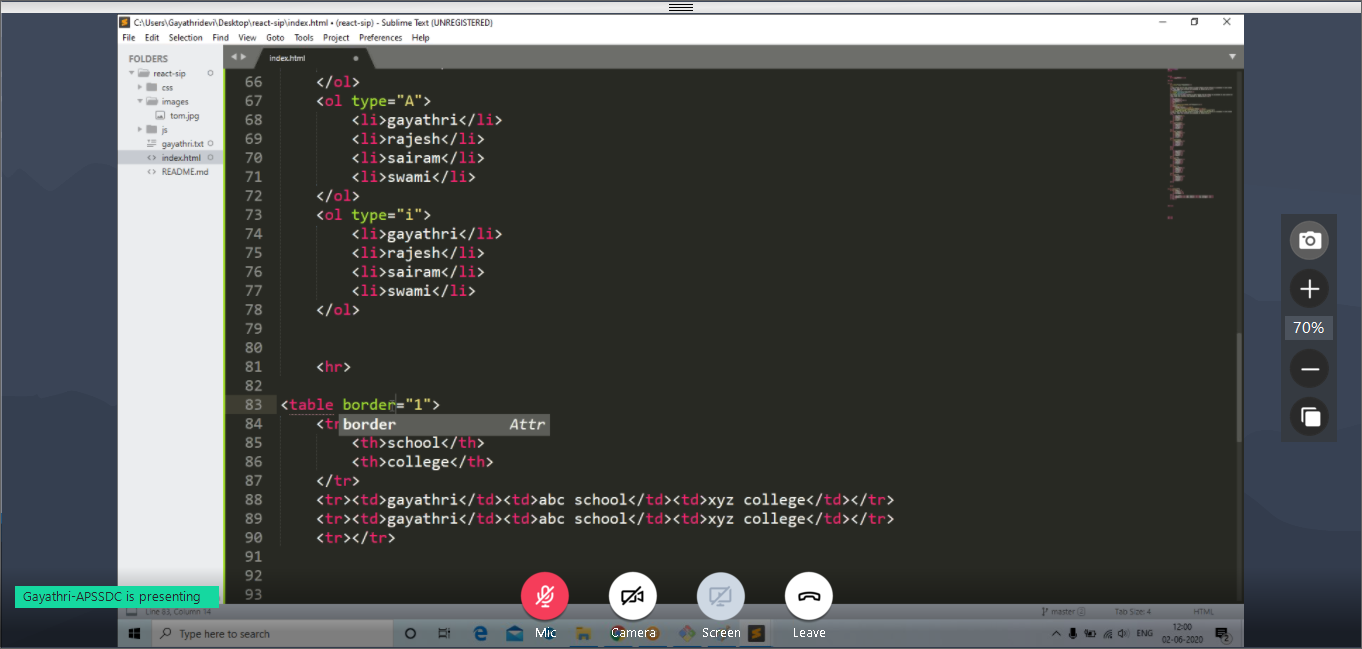 C:\Users\Gayathridevi\Desktop\react-sip\index.html • (react-sip) - Sublime Text (UNREGISTERED)
File Edit Selection Find View Goto Tools Project Preferences Help
FOLDERS
react-sip
css
images
tom.jpg
js
gayathri.txt
index.html
README.md
index.html
66 </ol>
67 <ol type="A">
68 <li>gayathri</li>
69 <li>rajesh</li>
70 <li>sairam</li>
71 <li>swami</li>
72 </ol>
73 <ol type="i">
74 <li>gayathri</li>
75 <li>rajesh</li>
76 <li>sairam</li>
77 <li>swami</li>
78 </ol>
79
80
81 <hr>
82
83 <table border="1">
84 <tr
border Attr
85 <th>school</th>
86 <th>college</th>
87 </tr>
88 <tr><td>gayathri</td><td>abc school</td><td>xyz college</td></tr>
89 <tr><td>gayathri</td><td>abc school</td><td>xyz college</td></tr>
90 <tr></tr>
91
92
93
70%
Gayathri-APSSDC is presenting
Line 83, Column 14
master 2
Tab Size: 4
HTML
Mic Camera Screen Leave
Type here to search
ENG
12:00
02-06-2020
2